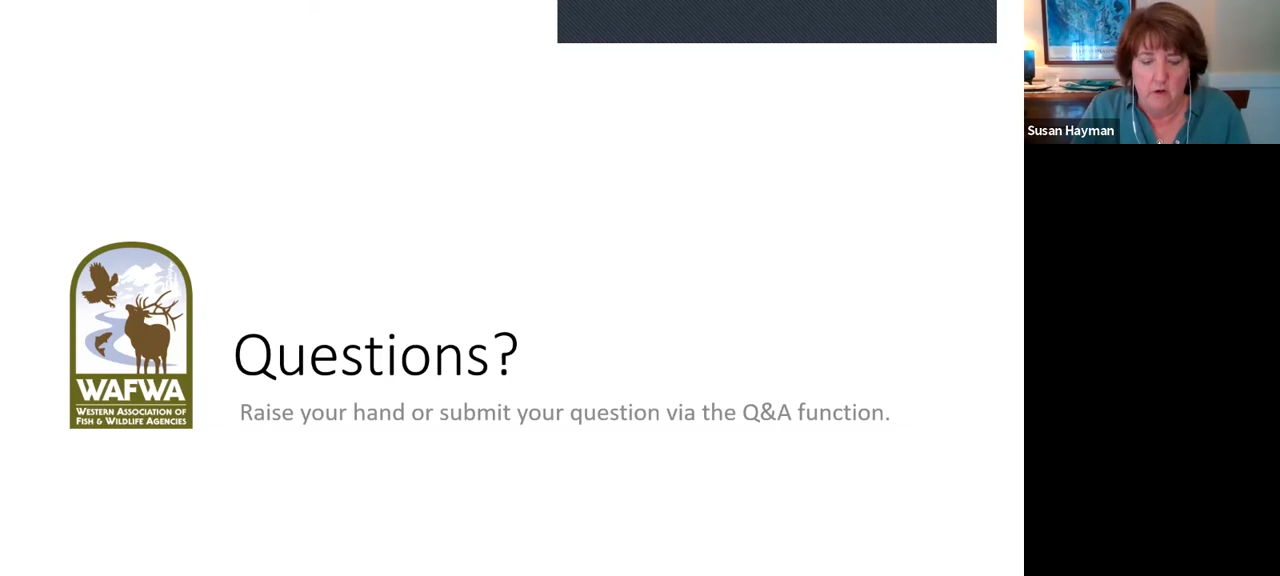 Susan Hayman
Questions?
Raise your hand or submit your question via the Q&A function.
WAFWA
WESTERN ASSOCIATION OF
FISH & WILDLIFE AGENCIES